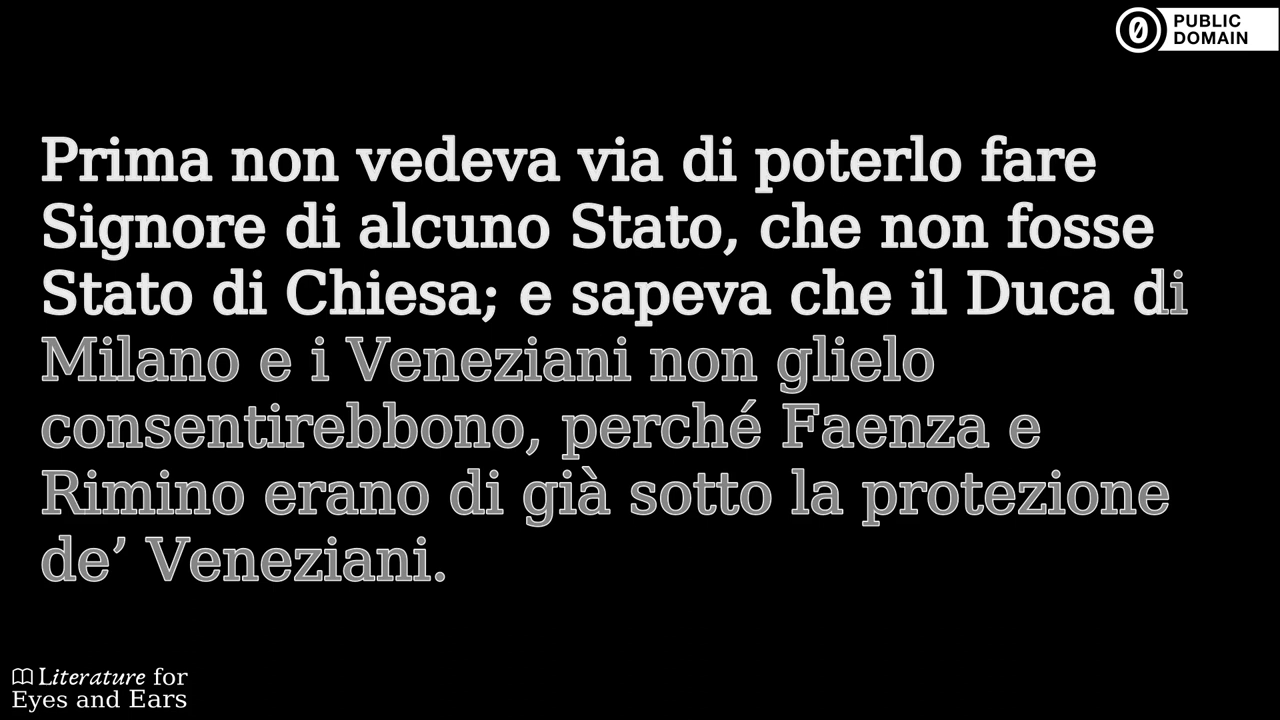 PUBLIC
DOMAIN
Prima non vedeva via di poterlo fare
Signore di alcuno Stato, che non fosse
Stato di Chiesa; e sapeva che il Duca di
Milano e i Veneziani non glielo
consentirebbono, perché Faenza e
Rimino erano di già sotto la protezione
de’ Veneziani.
Literature for
Eyes and Ears